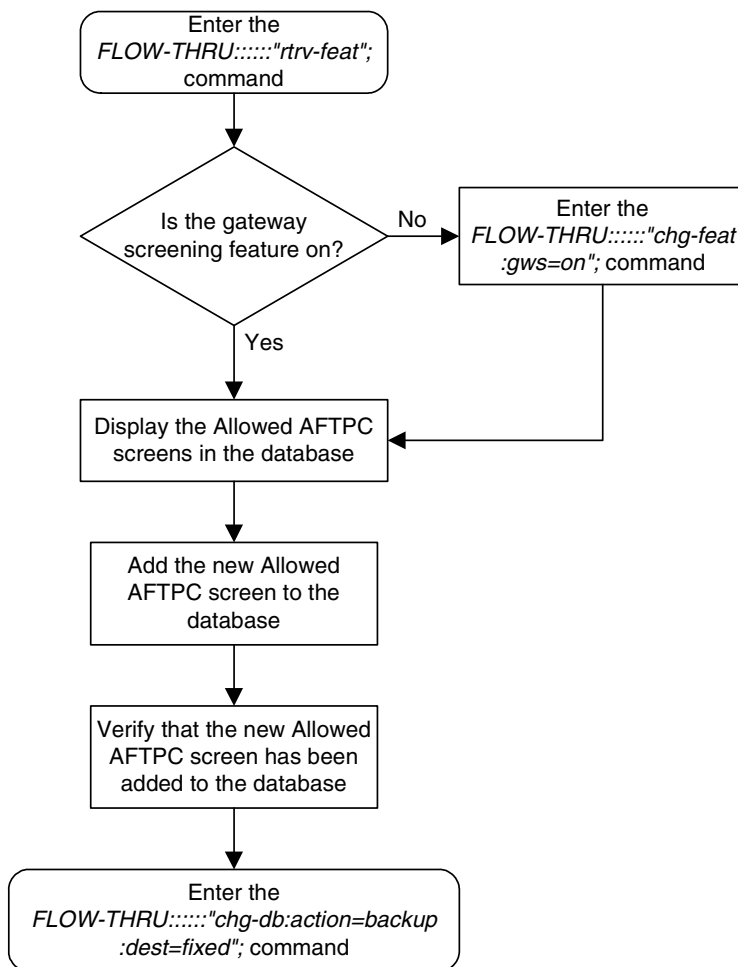 Enter the
FLOW-THRU::::::"rtrv-feat";
command
Is the gateway
screening feature on?
No
Enter the
FLOW-THRU::::::"chg-feat
:gws=on"; command
Yes
Display the Allowed AFTPC
screens in the database
Add the new Allowed
AFTPC screen to the
database
Verify that the new Allowed
AFTPC screen has been
added to the database
Enter the
FLOW-THRU::::::"chg-db:action=backup
:dest=fixed"; command